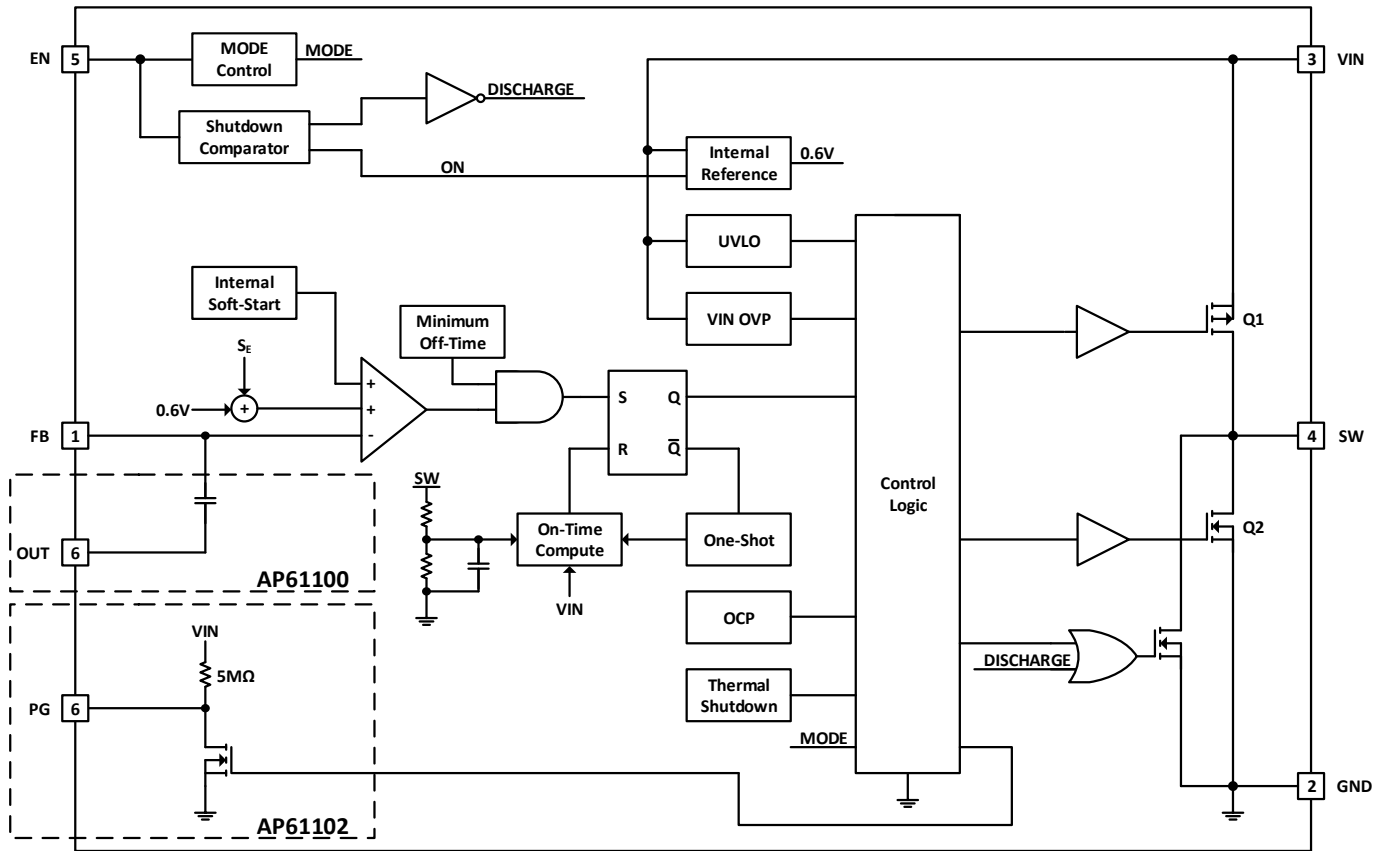 EN
5
MODE
Control
MODE
3
VIN
DISCHARGE
Shutdown
Comparator
ON
Internal
Reference
0.6V
UVLO
Internal
Soft-Start
VIN OVP
Minimum
Off-Time
Q1
SE
+
0.6V
+
+
-
S
Q
R
Q̅
FB
1
4
SW
SW
Control
Logic
On-Time
Compute
One-Shot
Q2
OUT
6
AP61100
VIN
OCP
VIN
5MΩ
DISCHARGE
Thermal
Shutdown
PG
6
MODE
2
GND
AP61102